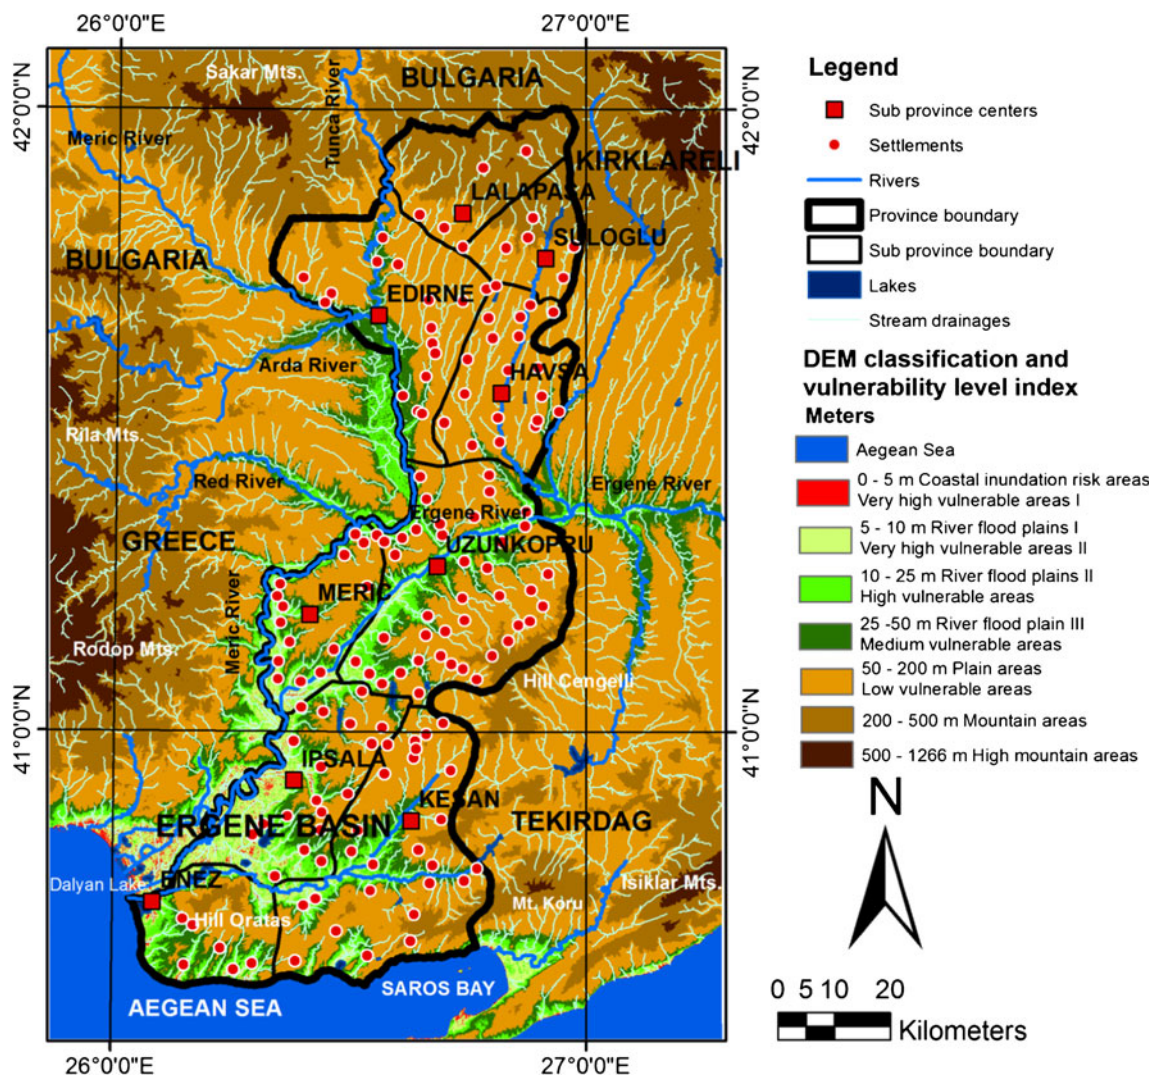 26°0'0"E
27°0'0"E
42°0'0"N
42°0'0"N
Sakar Mts.
BULGARIA
Tunca River
Meric River
KIRKLARELI
LALAPASA
SULOGLU
BULGARIA
EDIRNE
Arda River
HAVSA
Rila Mts.
Red River
Ergene River
Ergene River
GREECE
UZUNKOPRU
MERIC
Meric River
Rodop Mts.
Hill Cengelli
41°0'0"N
41°0'0"N
IPSALA
KESAN
ERGENE BASIN
TEKIRDAG
Dalyan Lake
ENEZ
Isiklar Mts.
Mt. Koru
Hill Qratas
SAROS BAY
AEGEAN SEA
26°0'0"E
27°0'0"E
Legend
Sub province centers
Settlements
Rivers
Province boundary
Sub province boundary
Lakes
Stream drainages
DEM classification and
vulnerability level index
Meters
Aegean Sea
0 - 5 m Coastal inundation risk areas
Very high vulnerable areas I
5 - 10 m River flood plains I
Very high vulnerable areas II
10 - 25 m River flood plains II
High vulnerable areas
25 -50 m River flood plain III
Medium vulnerable areas
50 - 200 m Plain areas
Low vulnerable areas
200 - 500 m Mountain areas
500 - 1266 m High mountain areas
N
0 5 10 20
Kilometers